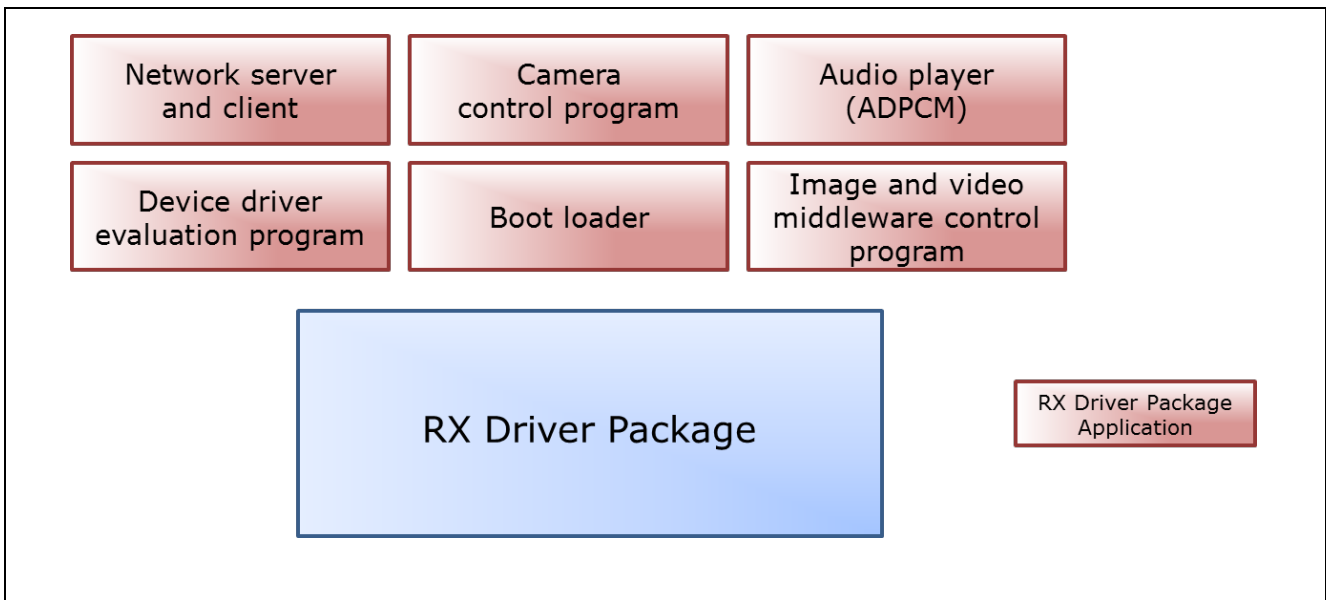 Network server
and client
Camera
control program
Audio player
(ADPCM)
Device driver
evaluation program
Boot loader
Image and video
middleware control
program
RX Driver Package
RX Driver Package
Application